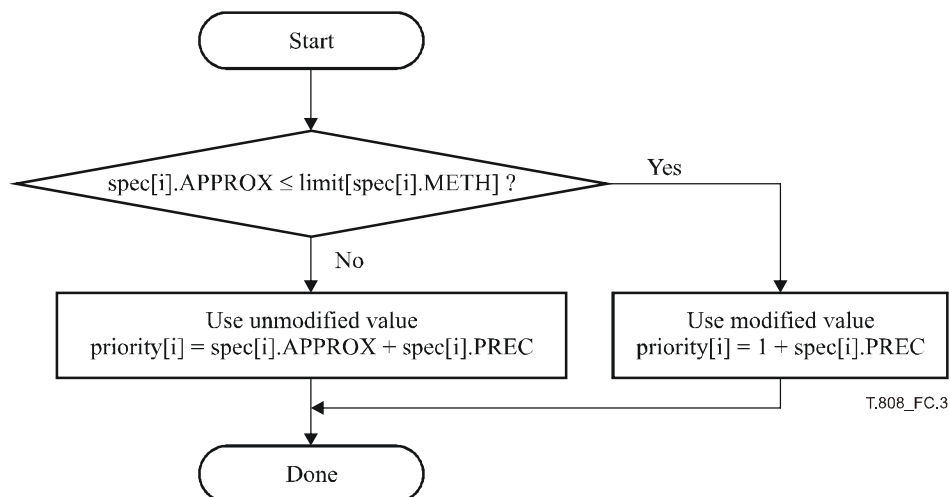 Start
spec[i].APPROX ≤ limit[spec[i].METH] ?
Yes
No
Use unmodified value
priority[i] = spec[i].APPROX + spec[i].PREC
Use modified value
priority[i] = 1 + spec[i].PREC
T.808_FC.3
Done